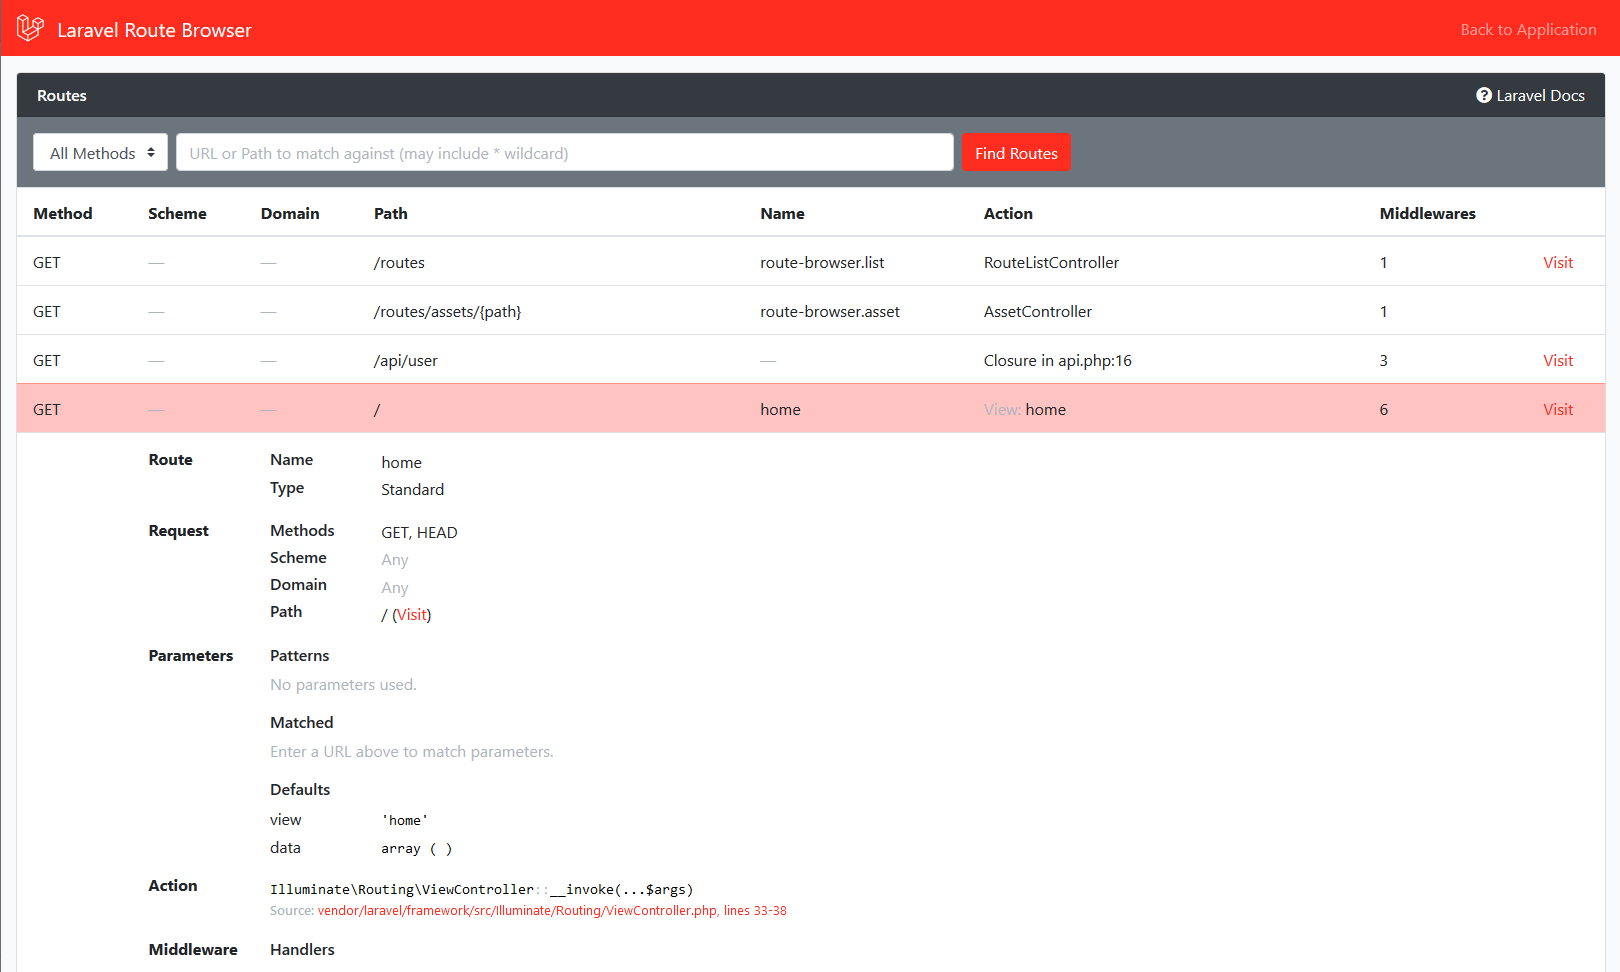 Laravel Route Browser Back to Application
Routes Laravel Docs
All Methods URL or Path to match against (may include * wildcard) Find Routes
Method Scheme Domain Path Name Action Middlewares
GET — — /routes route-browser.list RouteListController 1 Visit
GET — — /routes/assets/{path} route-browser.asset AssetController 1
GET — — /api/user — Closure in api.php:16 3 Visit
GET — — / home View: home 6 Visit
Route Name home
Type Standard
Request Methods GET, HEAD
Scheme Any
Domain Any
Path / (Visit)
Parameters Patterns
No parameters used.
Matched
Enter a URL above to match parameters.
Defaults
view 'home'
data array ( )
Action Illuminate\Routing\ViewController::__invoke(...$args)
Source: vendor/laravel/framework/src/Illuminate/Routing/ViewController.php, lines 33-38
Middleware Handlers